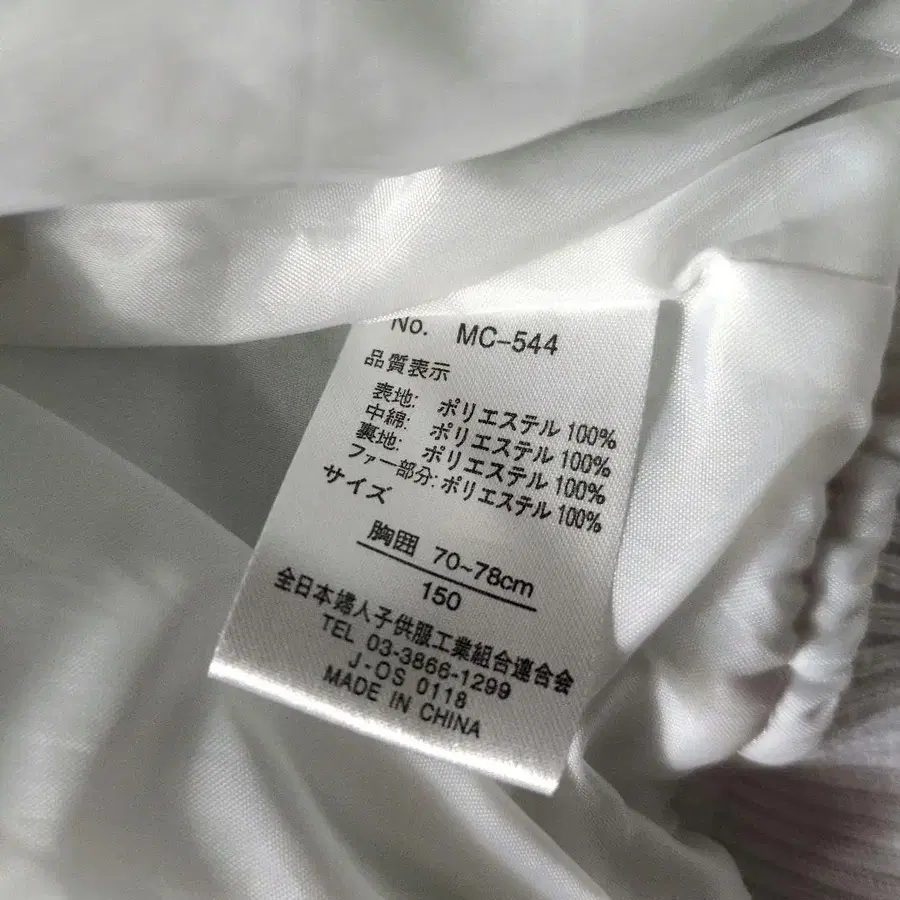 No. MC-544
品質表示
表地: ポリエステル 100%
中綿: ポリエステル 100%
裏地: ポリエステル 100%
ファー部分: ポリエステル 100%
サイズ
胸囲 70~78cm
150
全日本婦人子供服工業組合連合会
TEL 03-3866-1299
J-OS 0118
MADE IN CHINA